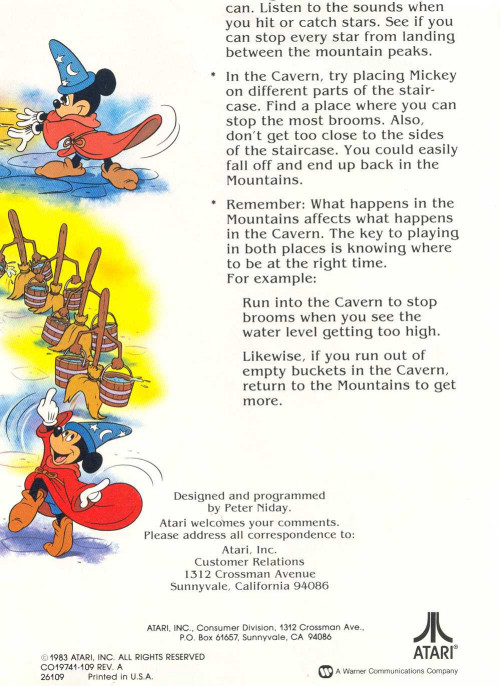 can. Listen to the sounds when
you hit or catch stars. See if you
can stop every star from landing
between the mountain peaks.
* In the Cavern, try placing Mickey
on different parts of the stair-
case. Find a place where you can
stop the most brooms. Also,
don't get too close to the sides
of the staircase. You could easily
fall off and end up back in the
Mountains.
* Remember: What happens in the
Mountains affects what happens
in the Cavern. The key to playing
in both places is knowing where
to be at the right time.
For example:
Run into the Cavern to stop
brooms when you see the
water level getting too high.
Likewise, if you run out of
empty buckets in the Cavern,
return to the Mountains to get
more.
Designed and programmed
by Peter Niday.
Atari welcomes your comments.
Please address all correspondence to:
Atari, Inc.
Customer Relations
1312 Crossman Avenue
Sunnyvale, California 94086
ATARI, INC., Consumer Division, 1312 Crossman Ave.,
P.O. Box 61657, Sunnyvale, CA 94086
ATARI®
© 1983 ATARI, INC. ALL RIGHTS RESERVED
CO19741-109 REV. A
26109 Printed in U.S.A.
A Warner Communications Company